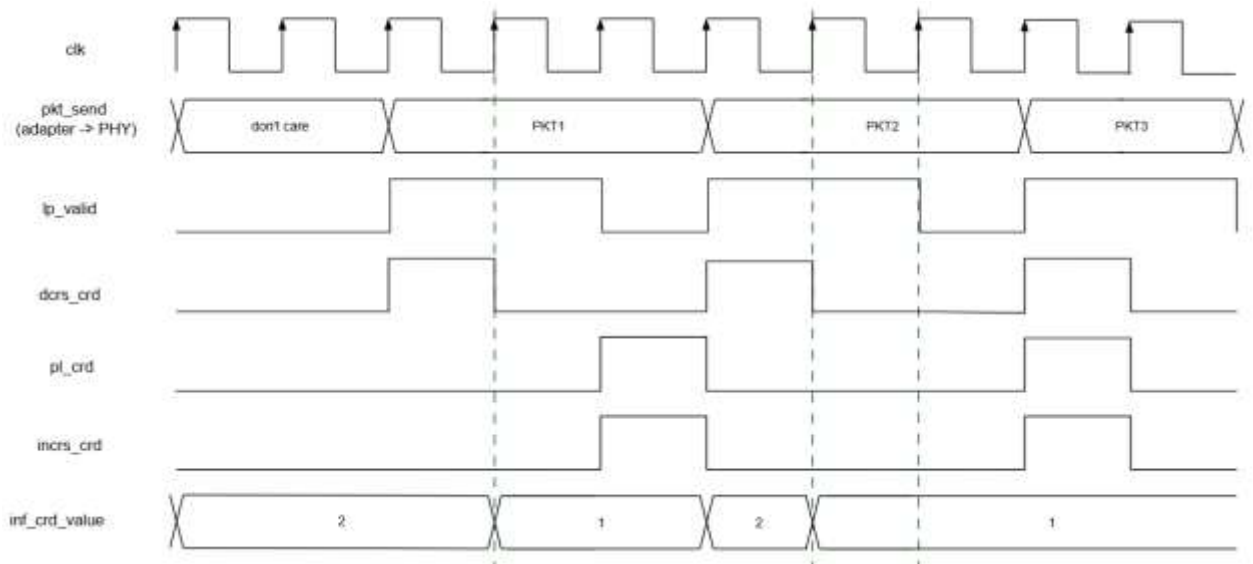 clk
pkt_send
(adapter -> PHY)
don't care
PKT1
PKT2
PKT3
lp_valid
dcrs_crd
pl_crd
incrs_crd
inf_crd_value
2
1
2
1